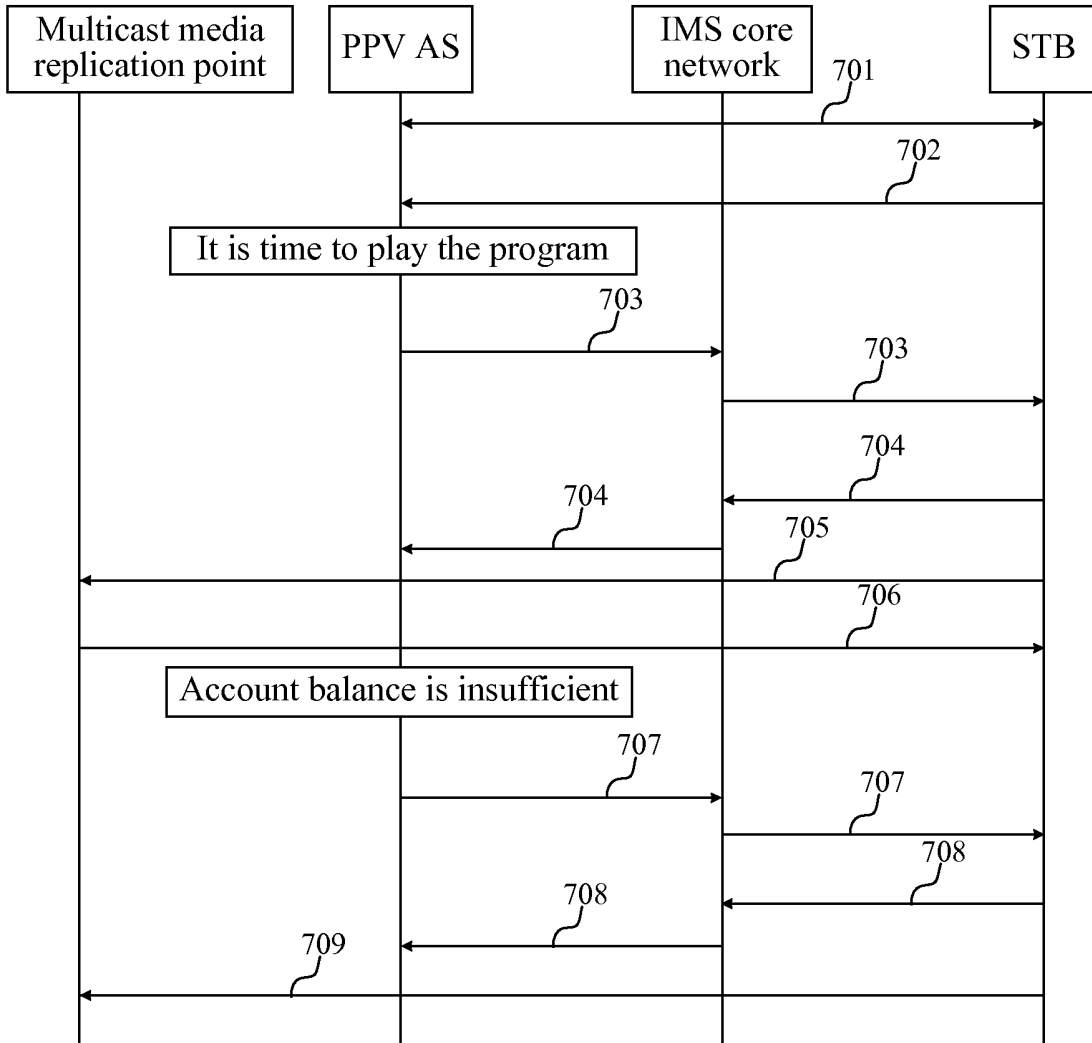 Multicast media
replication point
PPV AS
IMS core
network
STB
701
702
It is time to play the program
703
703
704
704
705
706
Account balance is insufficient
707
707
708
708
709